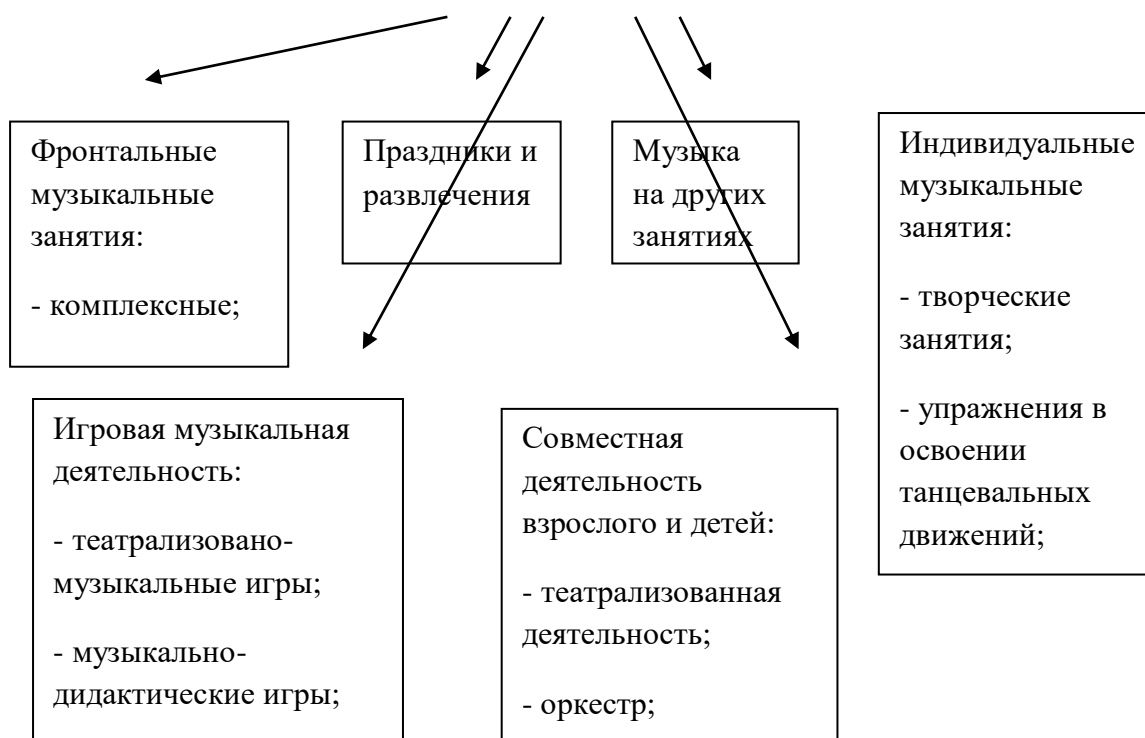 Фронтальные
музыкальные
занятия:
- комплексные;
Праздники и
развлечения
Музыка
на других
занятиях
Индивидуальные
музыкальные
занятия:
- творческие
занятия;
- упражнения в
освоении
танцевальных
движений;
Игровая музыкальная
деятельность:
- театрализовано-
музыкальные игры;
- музыкально-
дидактические игры;
Совместная
деятельность
взрослого и детей:
- театрализованная
деятельность;
- оркестр;